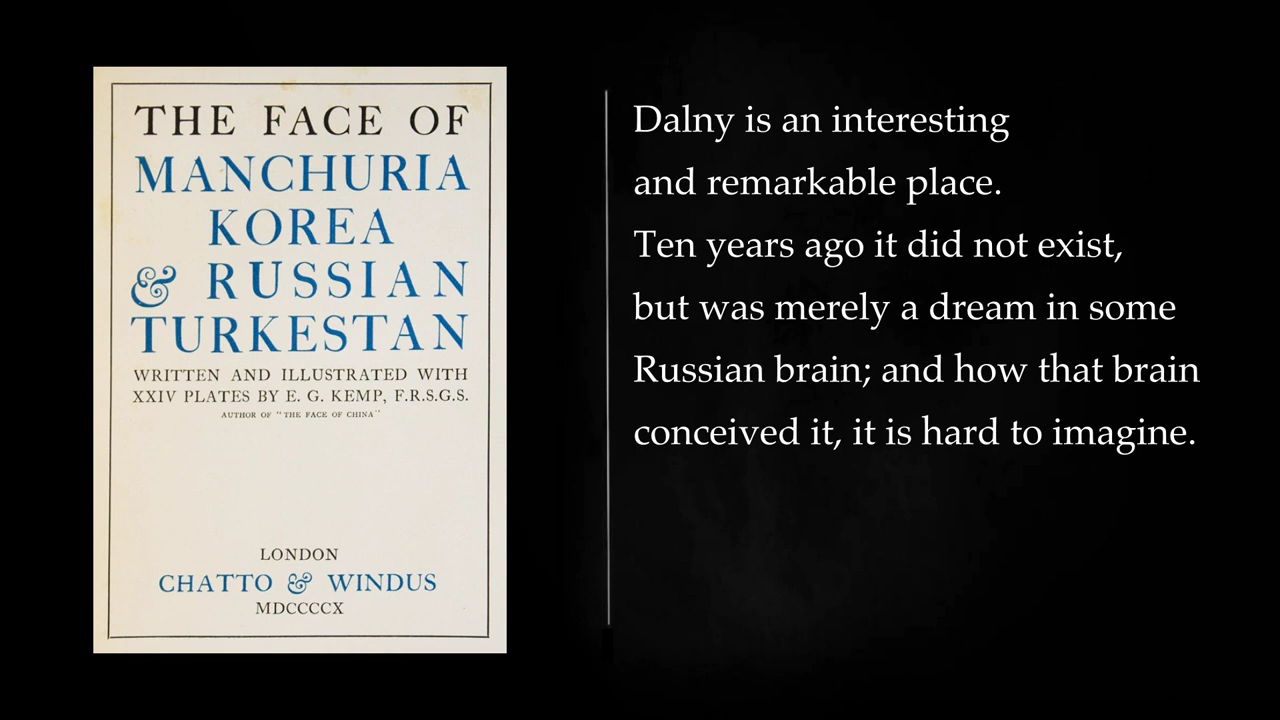 THE FACE OF
MANCHURIA
KOREA
& RUSSIAN
TURKESTAN
WRITTEN AND ILLUSTRATED WITH
XXIV PLATES BY E. G. KEMP, F.R.S.G.S.
AUTHOR OF "THE FACE OF CHINA"
LONDON
CHATTO & WINDUS
MDCCCCX
Dalny is an interesting
and remarkable place.
Ten years ago it did not exist,
but was merely a dream in some
Russian brain; and how that brain
conceived it, it is hard to imagine.